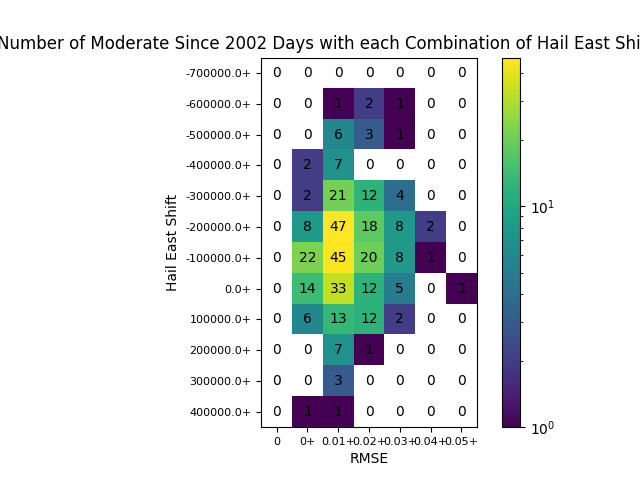 Number of Moderate Since 2002 Days with each Combination of Hail East Shi
-700000.0+ 0 0 0 0 0 0 0
-600000.0+ 0 0 1 2 1 0 0
-500000.0+ 0 0 6 3 1 0 0
-400000.0+ 0 2 7 0 0 0 0
-300000.0+ 0 2 21 12 4 0 0
-200000.0+ 0 8 47 18 8 2 0
-100000.0+ 0 22 45 20 8 1 0
0.0+ 0 14 33 12 5 0 1
100000.0+ 0 6 13 12 2 0 0
200000.0+ 0 0 7 1 0 0 0
300000.0+ 0 0 3 0 0 0 0
400000.0+ 0 1 1 0 0 0 0
0 0+ 0.01+ 0.02+ 0.03+ 0.04+ 0.05+
RMSE
Hail East Shift
10¹
10⁰